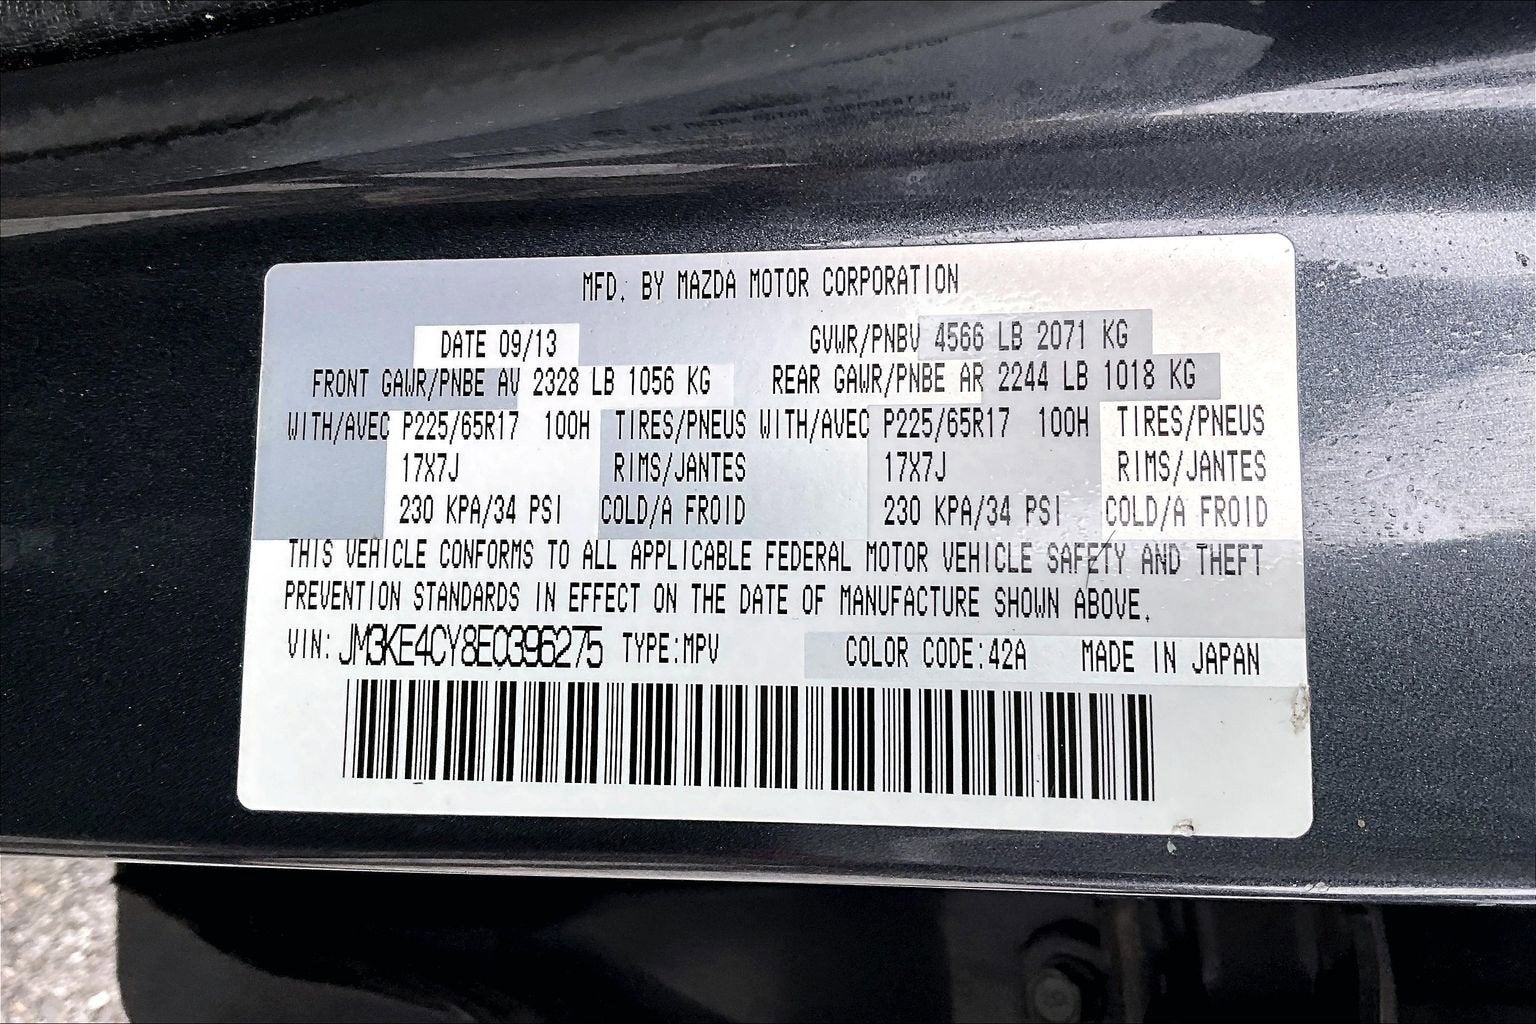 MFD. BY MAZDA MOTOR CORPORATION
DATE 09/13 GVWR/PNBV 4566 LB 2071 KG
FRONT GAWR/PNBE AV 2328 LB 1056 KG REAR GAWR/PNBE AR 2244 LB 1018 KG
WITH/AVEC P225/65R17 100H TIRES/PNEUS WITH/AVEC P225/65R17 100H TIRES/PNEUS
17X7J RIMS/JANTES 17X7J RIMS/JANTES
230 KPA/34 PSI COLD/A FROID 230 KPA/34 PSI COLD/A FROID
THIS VEHICLE CONFORMS TO ALL APPLICABLE FEDERAL MOTOR VEHICLE SAFETY AND THEFT
PREVENTION STANDARDS IN EFFECT ON THE DATE OF MANUFACTURE SHOWN ABOVE.
VIN: JM3KE4CY8E0396275 TYPE:MPV COLOR CODE:42A MADE IN JAPAN